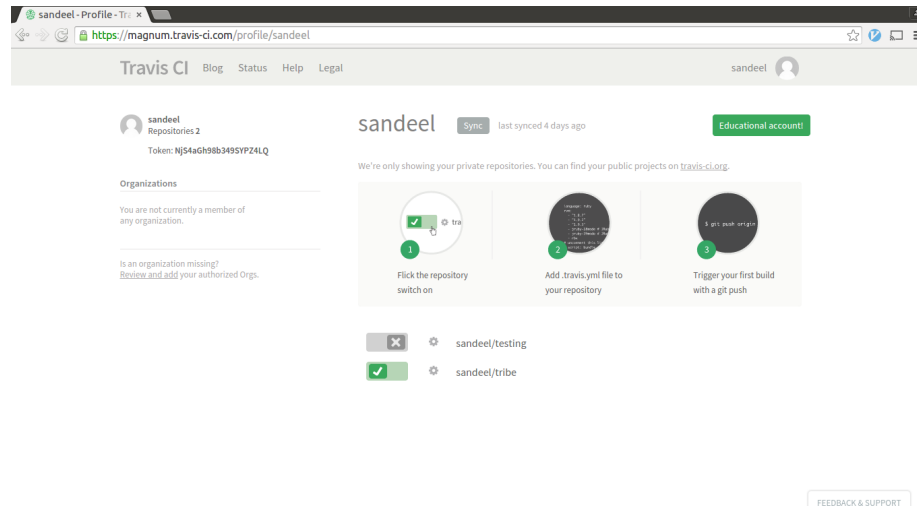 sandeel - Profile - Tra
https://magnum.travis-ci.com/profile/sandeel
Travis CI Blog Status Help Legal sandeel
sandeel
Repositories 2
Token: NjS4aGh98b349SYPZ4LQ
Organizations
You are not currently a member of
any organization.
Is an organization missing?
Review and add your authorized Orgs.
sandeel Sync last synced 4 days ago Educational account!
We're only showing your private repositories. You can find your public projects on travis-ci.org.
tra
1
Flick the repository
switch on
2
Add .travis.yml file to
your repository
$ git push origin
3
Trigger your first build
with a git push
sandeel/testing
sandeel/tribe
FEEDBACK & SUPPORT